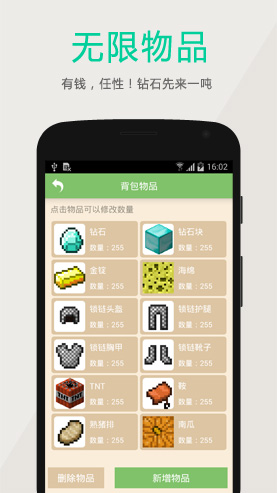 无限物品
有钱，任性！钻石先来一吨
16:02
背包物品
点击物品可以修改数量
钻石
数量：255
钻石块
数量：255
金锭
数量：255
海绵
数量：255
锁链头盔
数量：255
锁链护腿
数量：255
锁链胸甲
数量：255
锁链靴子
数量：255
TNT
数量：255
鞍
数量：255
熟猪排
数量：255
南瓜
数量：255
删除物品
新增物品